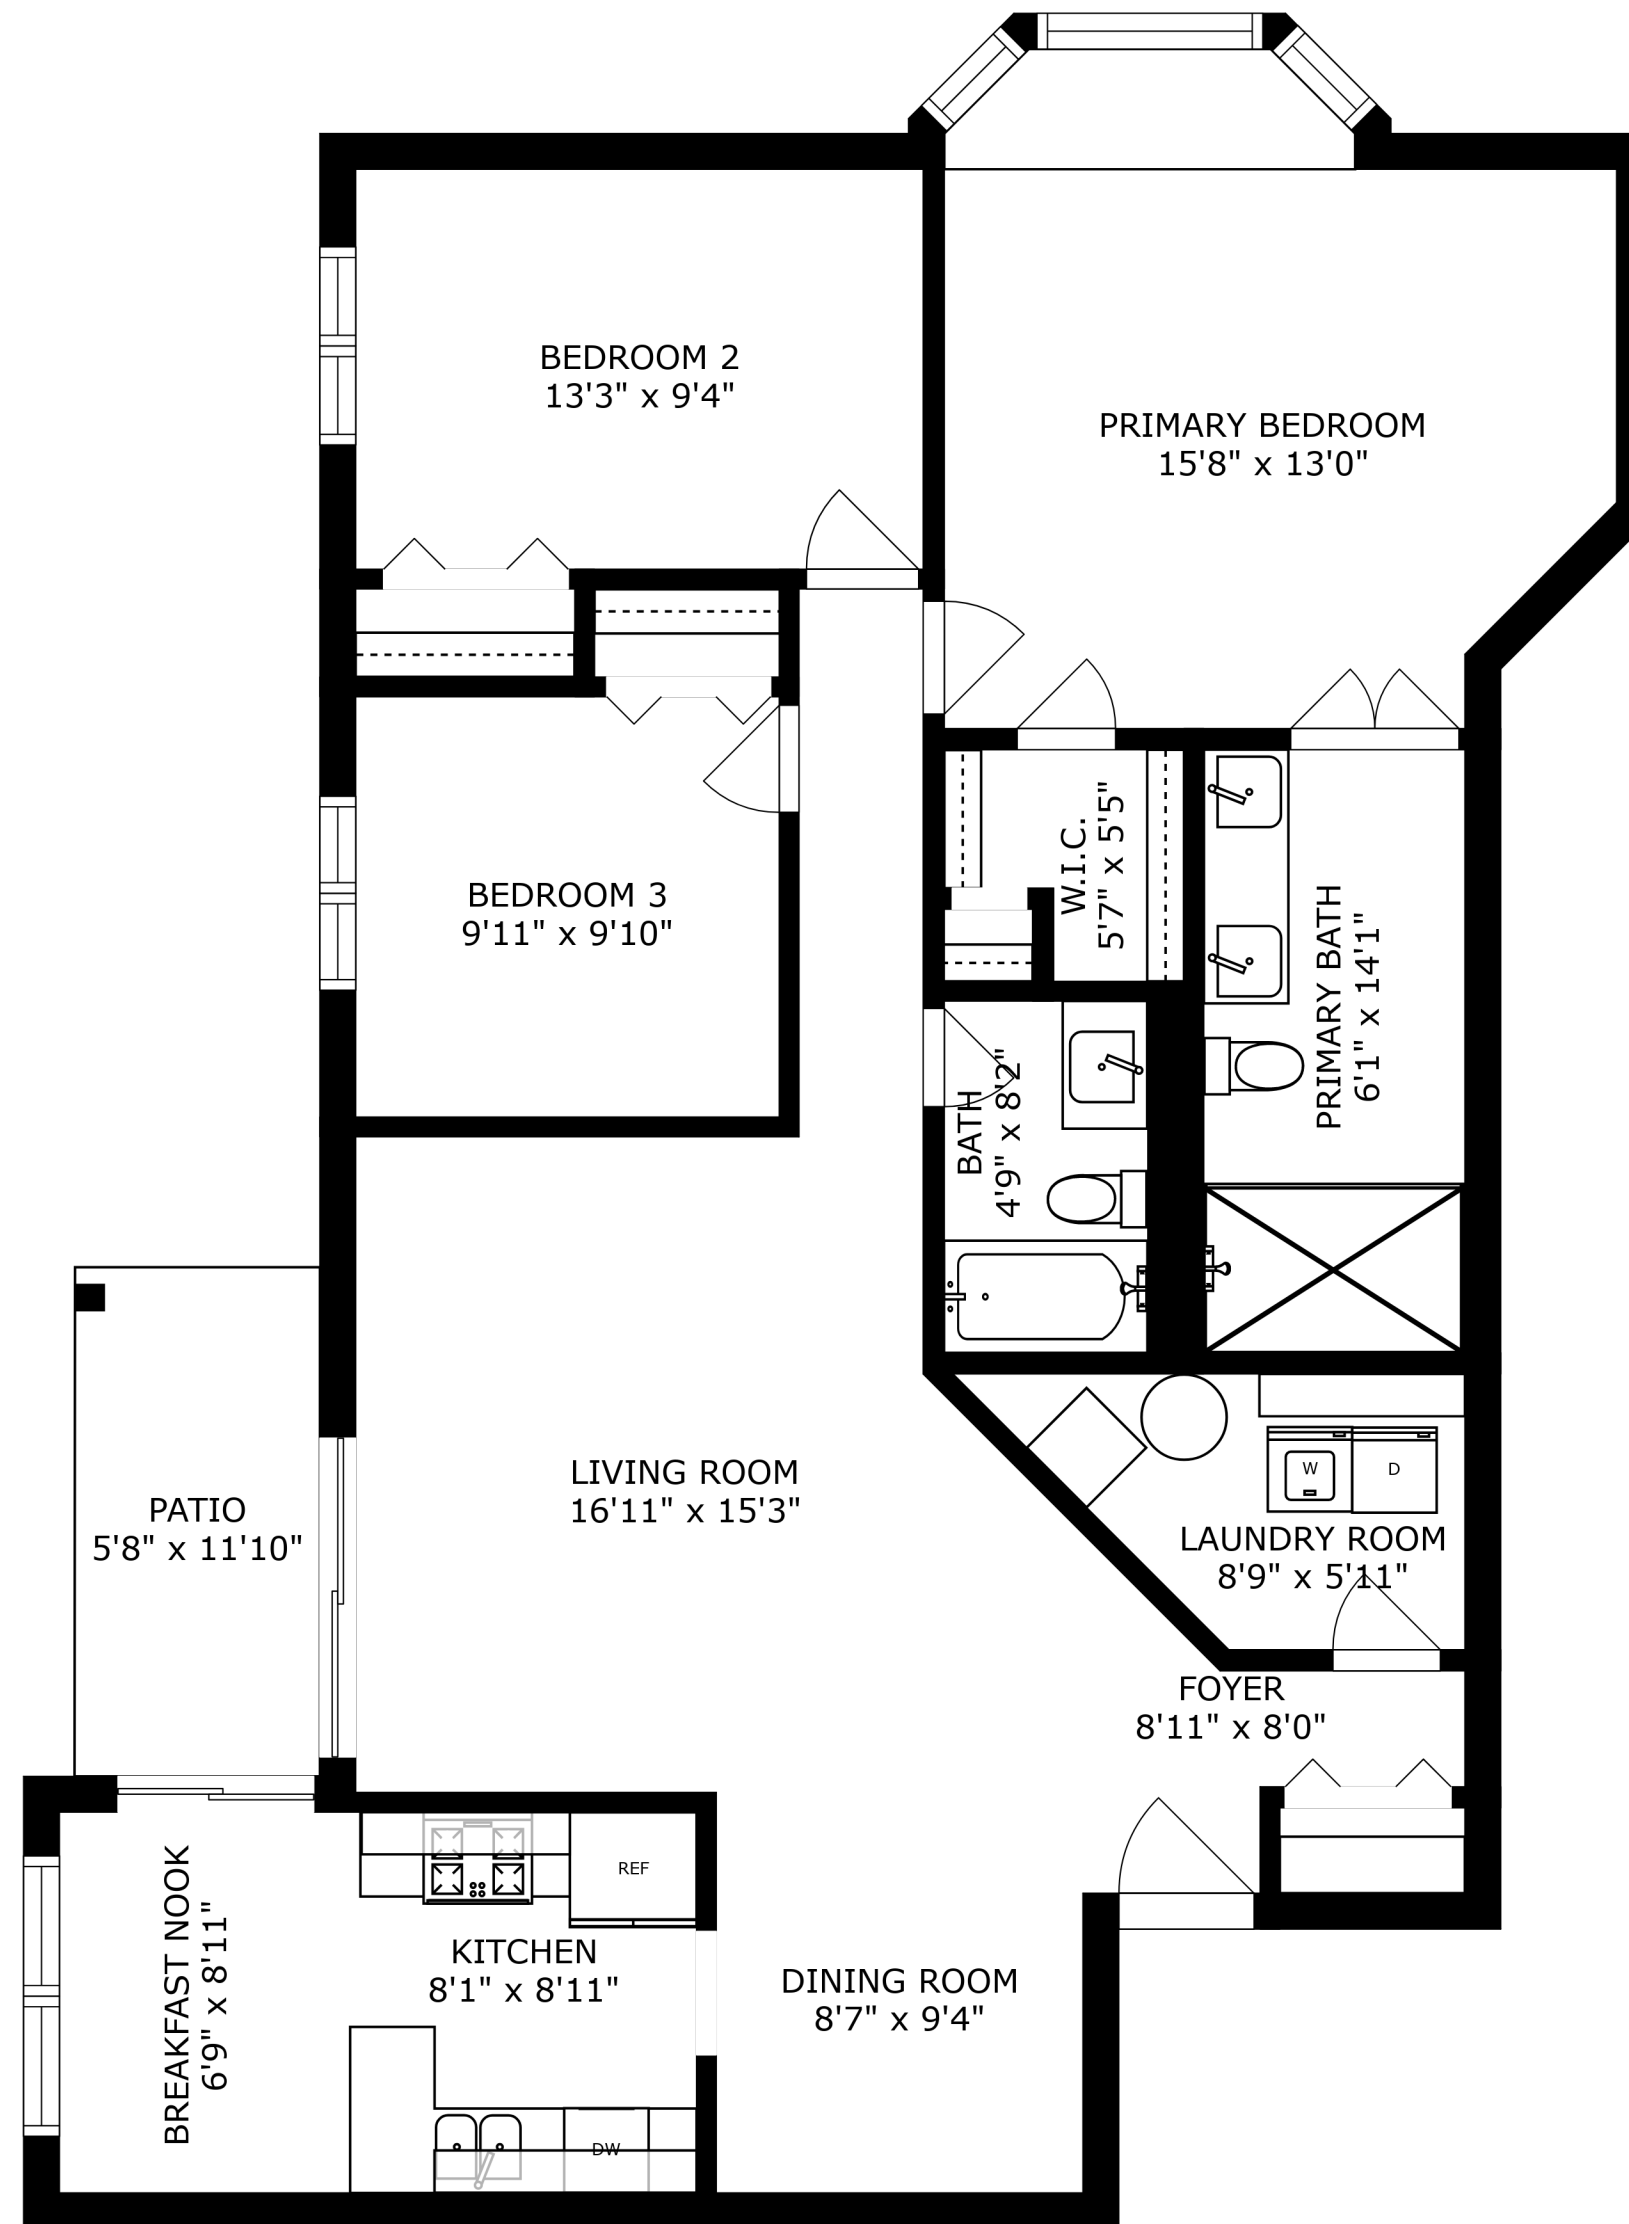 BEDROOM 2
13'3" x 9'4"
PRIMARY BEDROOM
15'8" x 13'0"
BEDROOM 3
9'11" x 9'10"
W.I.C.
5'7" x 5'5"
PRIMARY BATH
6'1" x 14'1"
BATH
4'9" x 8'2"
LIVING ROOM
16'11" x 15'3"
PATIO
5'8" x 11'10"
W
D
LAUNDRY ROOM
8'9" x 5'11"
FOYER
8'11" x 8'0"
REF
BREAKFAST NOOK
6'9" x 8'11"
KITCHEN
8'1" x 8'11"
DINING ROOM
8'7" x 9'4"
DW